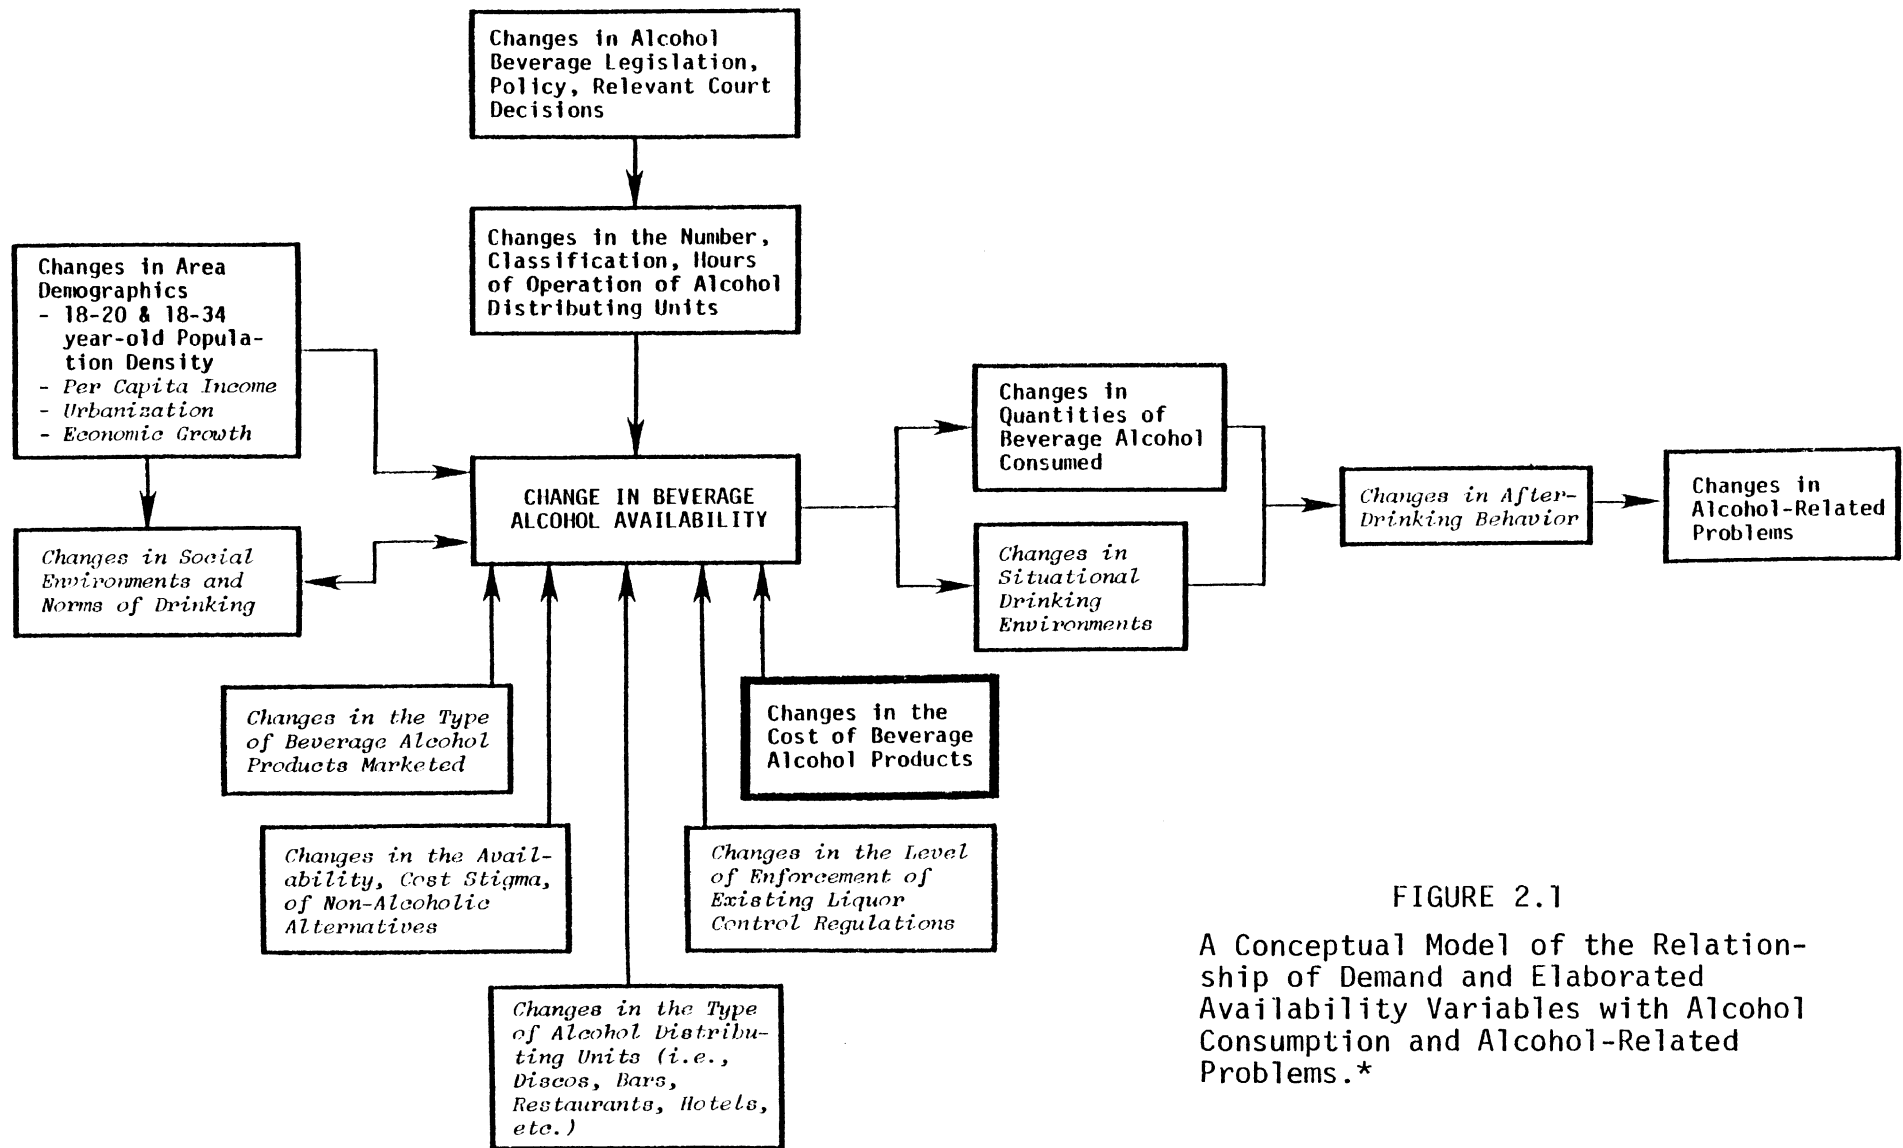 Changes in Alcohol
Beverage Legislation,
Policy, Relevant Court
Decisions
Changes in the Number,
Classification, Hours
of Operation of Alcohol
Distributing Units
Changes in Area
Demographics
- 18-20 & 18-34
year-old Popula-
tion Density
- Per Capita Income
- Urbanization
- Economic Growth
Changes in Social
Environments and
Norms of Drinking
CHANGE IN BEVERAGE
ALCOHOL AVAILABILITY
Changes in
Quantities of
Beverage Alcohol
Consumed
Changes in
Situational
Drinking
Environments
Changes in After-
Drinking Behavior
Changes in
Alcohol-Related
Problems
Changes in the Type
of Beverage Alcohol
Products Marketed
Changes in the
Cost of Beverage
Alcohol Products
Changes in the Avail-
ability, Cost Stigma,
of Non-Alcoholic
Alternatives
Changes in the Level
of Enforcement of
Existing Liquor
Control Regulations
Changes in the Type
of Alcohol Distribu-
ting Units (i.e.,
Discos, Bars,
Restaurants, Hotels,
etc.)
FIGURE 2.1
A Conceptual Model of the Relation-
ship of Demand and Elaborated
Availability Variables with Alcohol
Consumption and Alcohol-Related
Problems.*